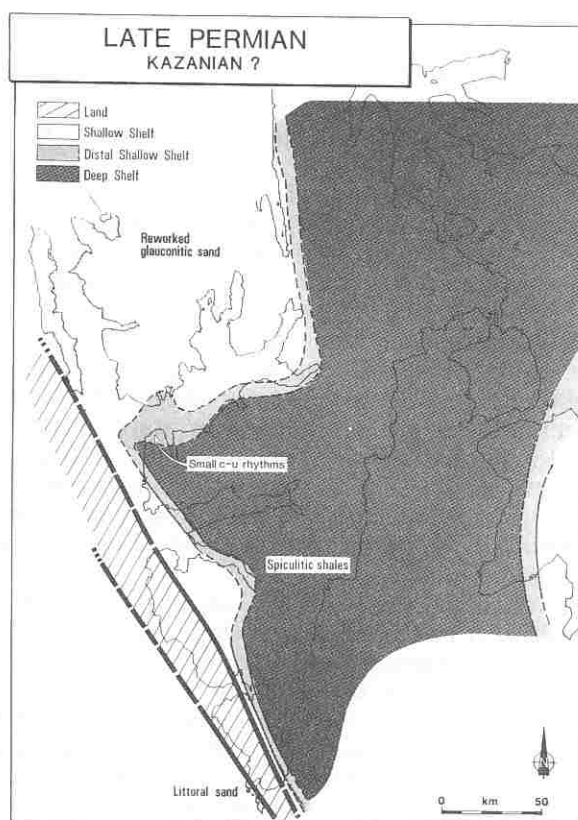 LATE PERMIAN
KAZANIAN ?
Land
Shallow Shelf
Distal Shallow Shelf
Deep Shelf
Reworked
glauconitic sand
Small c-u rhythms
Spiculitic shales
Littoral sand
0 km 50